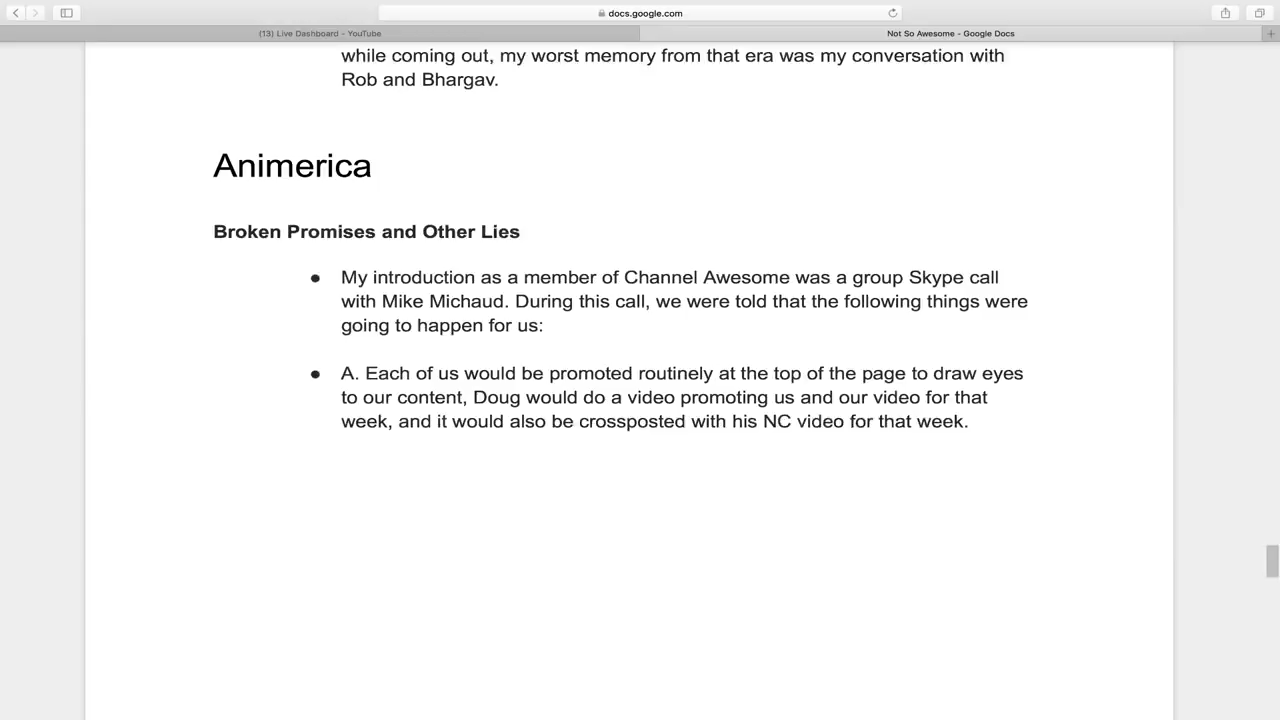 docs.google.com
(13) Live Dashboard - YouTube
Not So Awesome - Google Docs
while coming out, my worst memory from that era was my conversation with
Rob and Bhargav.
Animerica
Broken Promises and Other Lies
● My introduction as a member of Channel Awesome was a group Skype call
with Mike Michaud. During this call, we were told that the following things were
going to happen for us:
● A. Each of us would be promoted routinely at the top of the page to draw eyes
to our content, Doug would do a video promoting us and our video for that
week, and it would also be crossposted with his NC video for that week.